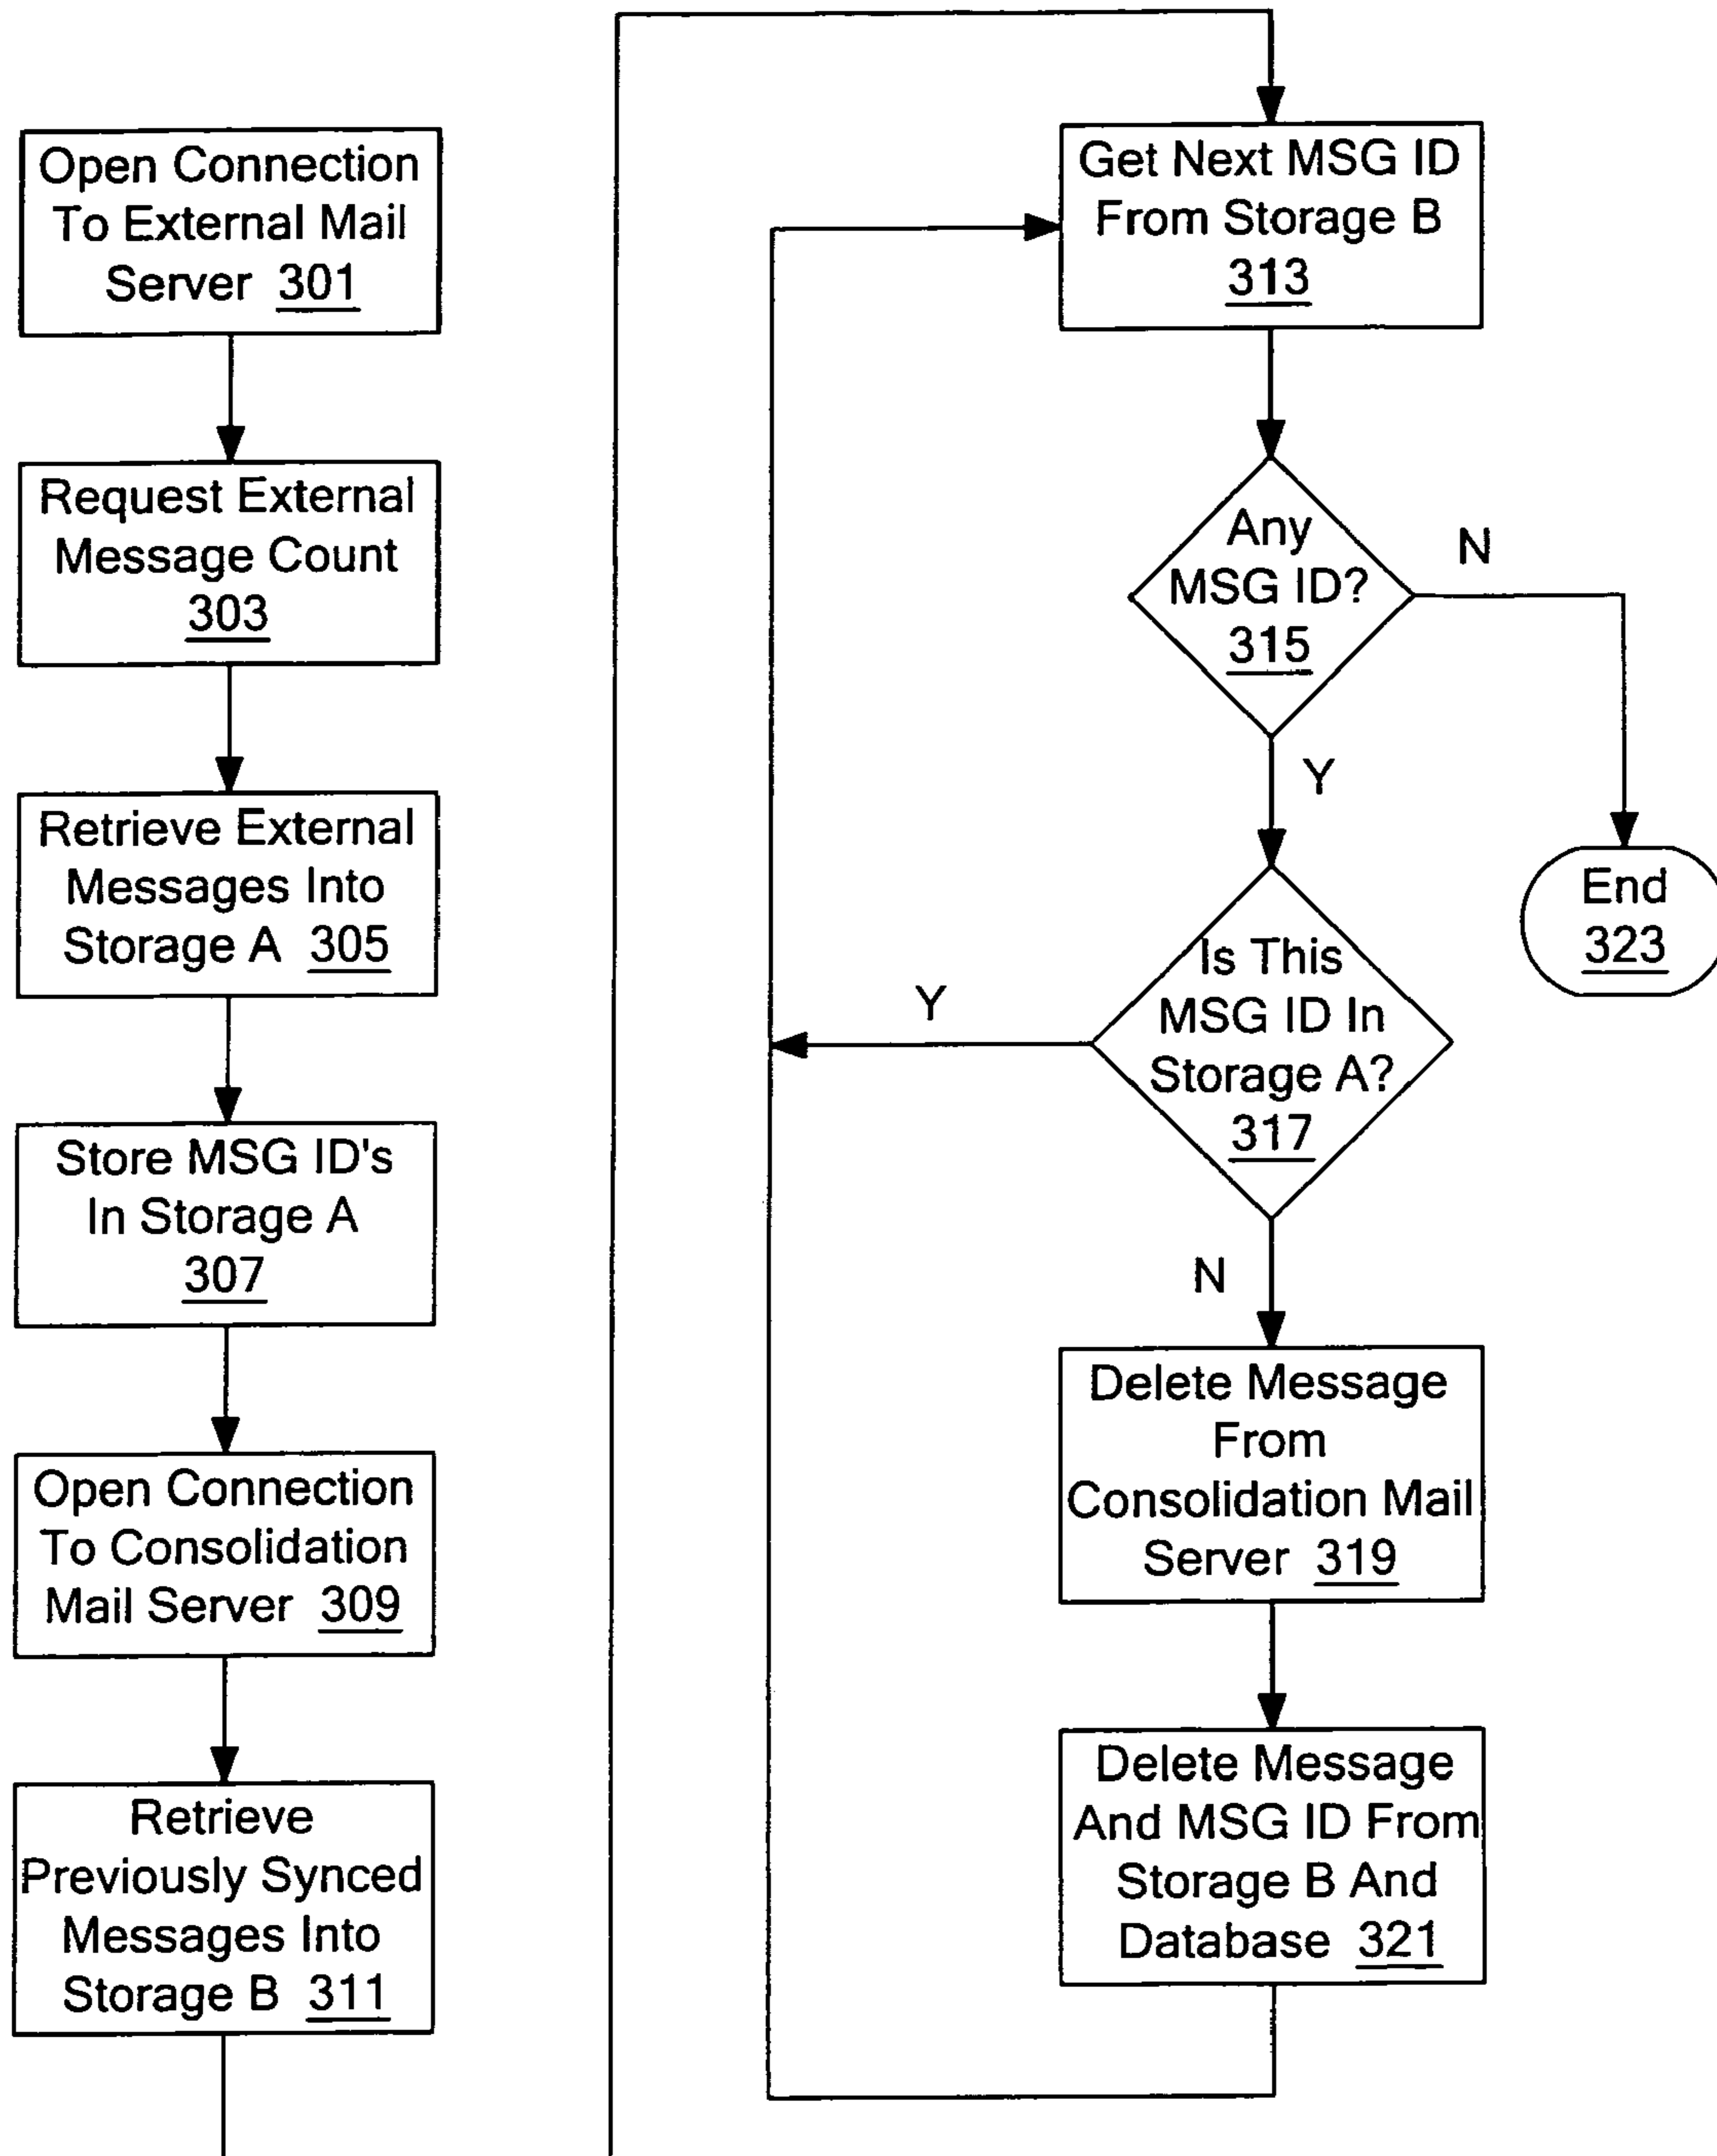 Open Connection
To External Mail
Server 301
Request External
Message Count
303
Retrieve External
Messages Into
Storage A 305
Store MSG ID's
In Storage A
307
Open Connection
To Consolidation
Mail Server 309
Retrieve
Previously Synced
Messages Into
Storage B 311
Get Next MSG ID
From Storage B
313
Any
MSG ID?
315
N
Y
End
323
Is This
MSG ID In
Storage A?
317
Y
N
Delete Message
From
Consolidation Mail
Server 319
Delete Message
And MSG ID From
Storage B And
Database 321